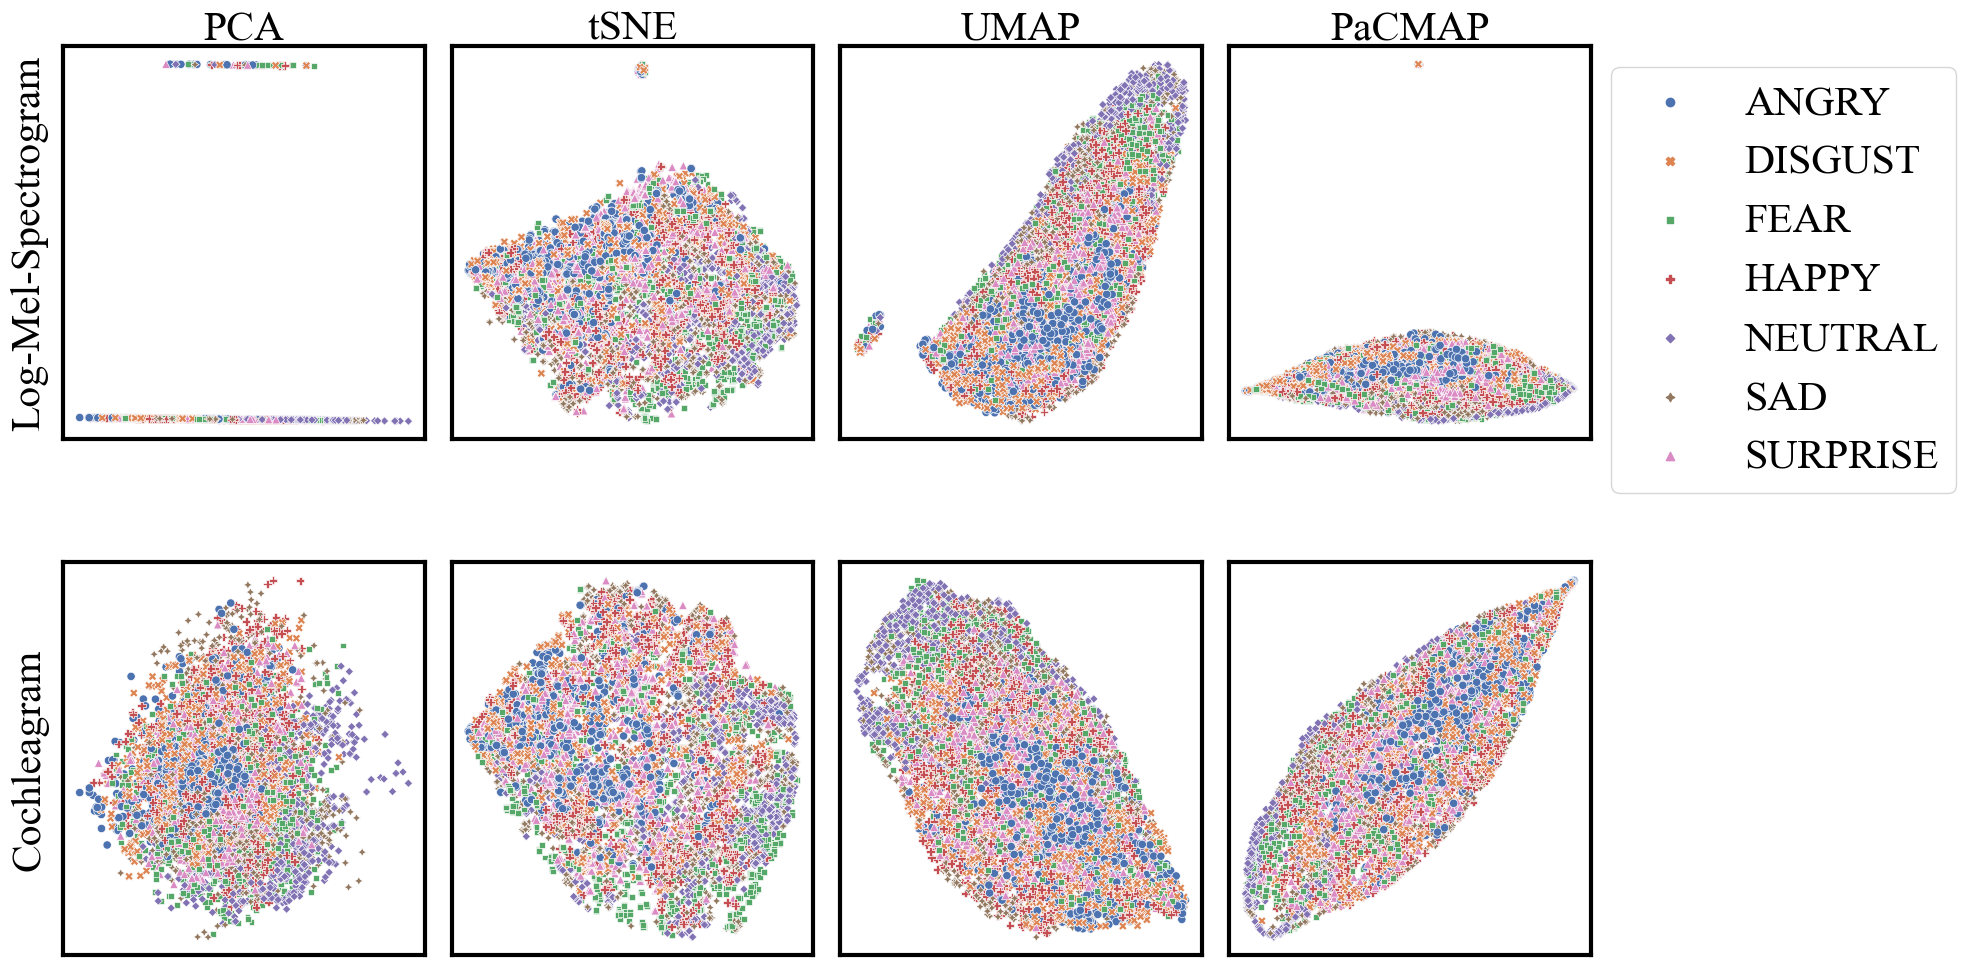 PCA
tSNE
UMAP
PaCMAP
Log-Mel-Spectrogram
ANGRY
DISGUST
FEAR
HAPPY
NEUTRAL
SAD
SURPRISE
Cochleagram